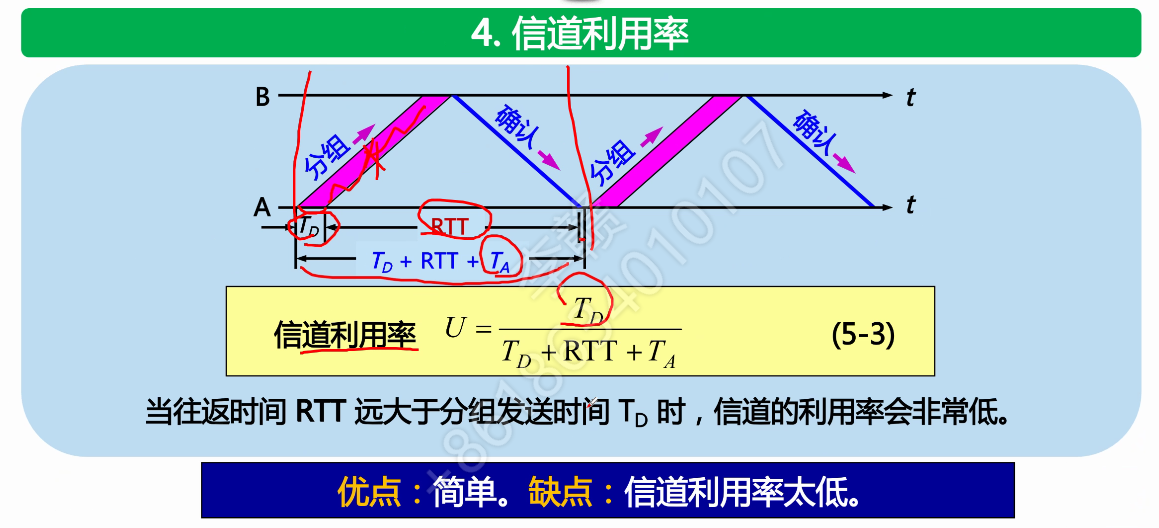 4. 信道利用率
B
t
分组
确认
分组
确认
A
t
T_D
RTT
T_D + RTT + T_A
信道利用率 U = T_D / (T_D + RTT + T_A) (5-3)
当往返时间 RTT 远大于分组发送时间 T_D 时，信道的利用率会非常低。
优点：简单。缺点：信道利用率太低。